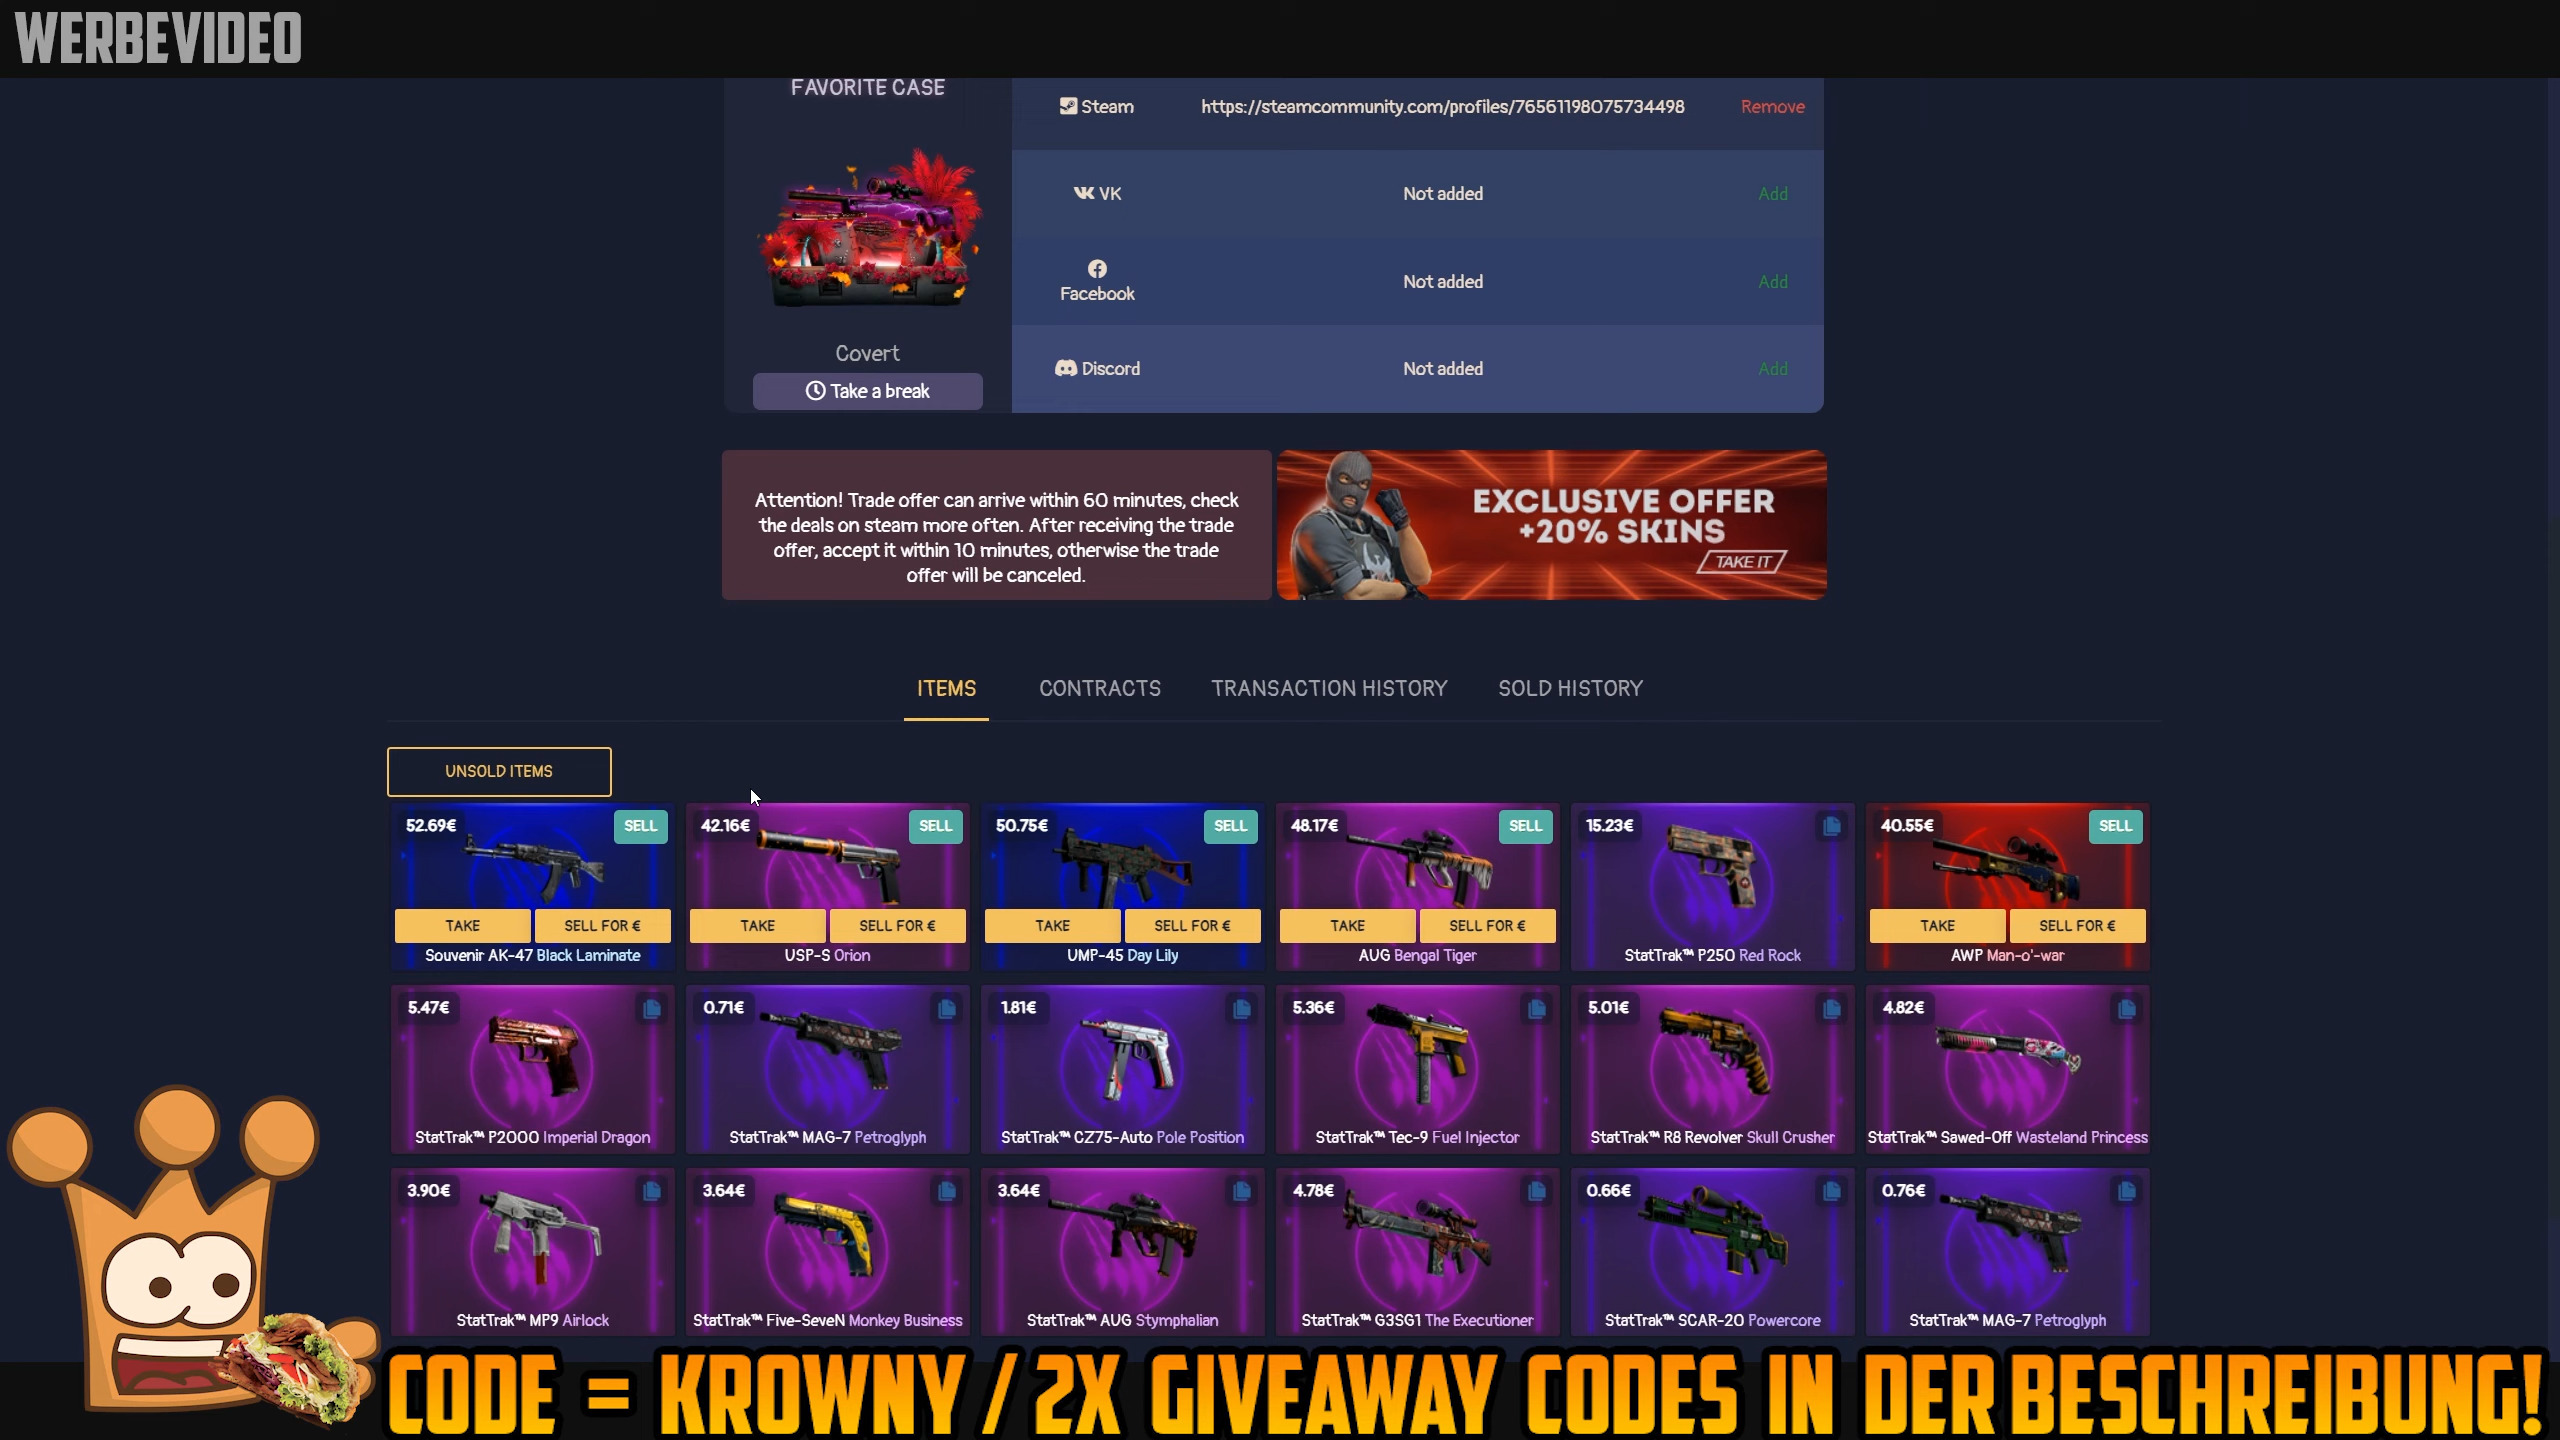 WERBEVIDEO
FAVORITE CASE
Steam https://steamcommunity.com/profiles/76561198075734498 Remove
VK Not added Add
Facebook Not added Add
Covert
Discord Not added Add
Take a break
Attention! Trade offer can arrive within 60 minutes, check
the deals on steam more often. After receiving the trade
offer, accept it within 10 minutes, otherwise the trade
offer will be canceled.
EXCLUSIVE OFFER
+20% SKINS
TAKE IT
ITEMS CONTRACTS TRANSACTION HISTORY SOLD HISTORY
UNSOLD ITEMS
52.69€ SELL 42.16€ SELL 50.75€ SELL 48.17€ SELL 15.23€ 40.55€ SELL
TAKE SELL FOR € TAKE SELL FOR € TAKE SELL FOR € TAKE SELL FOR € TAKE SELL FOR €
Souvenir AK-47 Black Laminate USP-S Orion UMP-45 Day Lily AUG Bengal Tiger StatTrak™ P250 Red Rock AWP Man-o'-war
5.47€ 0.71€ 1.81€ 5.36€ 5.01€ 4.82€
StatTrak™ P2000 Imperial Dragon StatTrak™ MAG-7 Petroglyph StatTrak™ CZ75-Auto Pole Position StatTrak™ Tec-9 Fuel Injector StatTrak™ R8 Revolver Skull Crusher StatTrak™ Sawed-Off Wasteland Princess
3.90€ 3.64€ 3.64€ 4.78€ 0.66€ 0.76€
StatTrak™ MP9 Airlock StatTrak™ Five-SeveN Monkey Business StatTrak™ AUG Stymphalian StatTrak™ G3SG1 The Executioner StatTrak™ SCAR-20 Powercore StatTrak™ MAG-7 Petroglyph
CODE = KROWNY / 2X GIVEAWAY CODES IN DER BESCHREIBUNG!